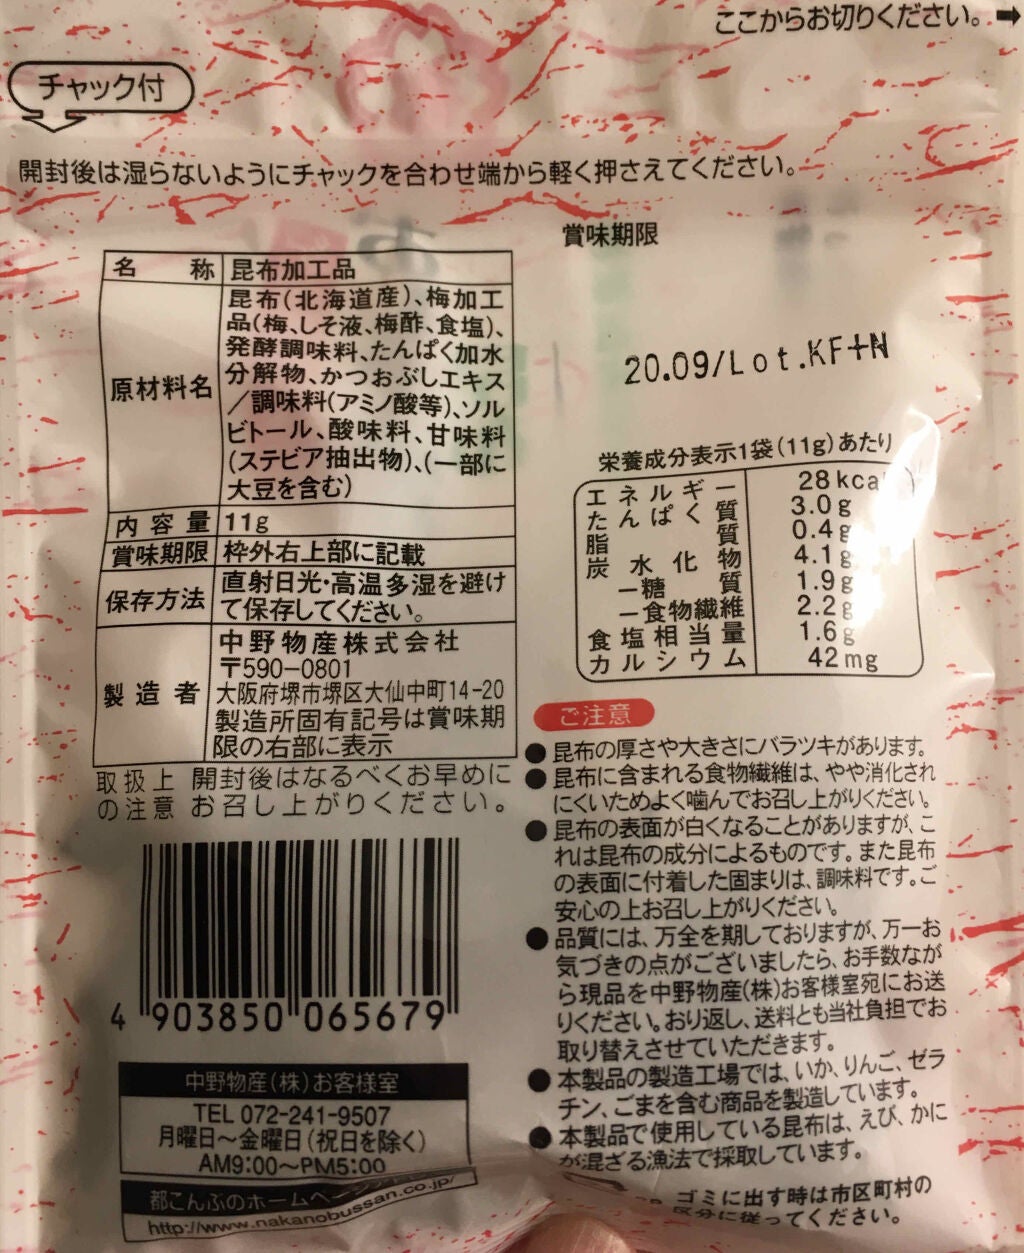 ここからお切りください。➡
チャック付
開封後は湿らないようにチャックを合わせ端から軽く押さえてください。
賞味期限
20.09/Lot.KF+N
名 称 昆布加工品
原材料名
昆布(北海道産)、梅加工
品(梅、しそ液、梅酢、食塩)、
発酵調味料、たんぱく加水
分解物、かつおぶしエキス
/調味料(アミノ酸等)、ソル
ビトール、酸味料、甘味料
(ステビア抽出物)、(一部に
大豆を含む)
内容量 11g
賞味期限 枠外右上部に記載
保存方法
直射日光・高温多湿を避け
て保存してください。
製造者
中野物産株式会社
〒590-0801
大阪府堺市堺区大仙中町14-20
製造所固有記号は賞味期
限の右部に表示
取扱上 開封後はなるべくお早めに
の注意 お召し上がりください。
4 903850 065679
中野物産(株)お客様室
TEL 072-241-9507
月曜日〜金曜日(祝日を除く)
AM9:00〜PM5:00
都こんぶのホームページ
http://www.nakanobussan.co.jp/
栄養成分表示1袋(11g)あたり
エネルギー 28kcal
たんぱく質 3.0g
脂質 0.4g
炭水化物 4.1g
－糖質 1.9g
－食物繊維 2.2g
食塩相当量 1.6g
カルシウム 42mg
ご注意
●昆布の厚さや大きさにバラツキがあります。
●昆布に含まれる食物繊維は、やや消化され
にくいためよく噛んでお召し上がりください。
●昆布の表面が白くなることがありますが、こ
れは昆布の成分によるものです。また昆布
の表面に付着した固まりは、調味料です。ご
安心の上お召し上がりください。
●品質には、万全を期しておりますが、万一お
気づきの点がございましたら、お手数なが
ら現品を中野物産(株)お客様室宛にお送
りください。おり返し、送料とも当社負担でお
取り替えさせていただきます。
●本製品の製造工場では、いか、りんご、ゼラ
チン、ごまを含む商品を製造しています。
●本製品で使用している昆布は、えび、かに
が混ざる漁法で採取しています。
ゴミに出す時は市区町村の
区分に従ってください。